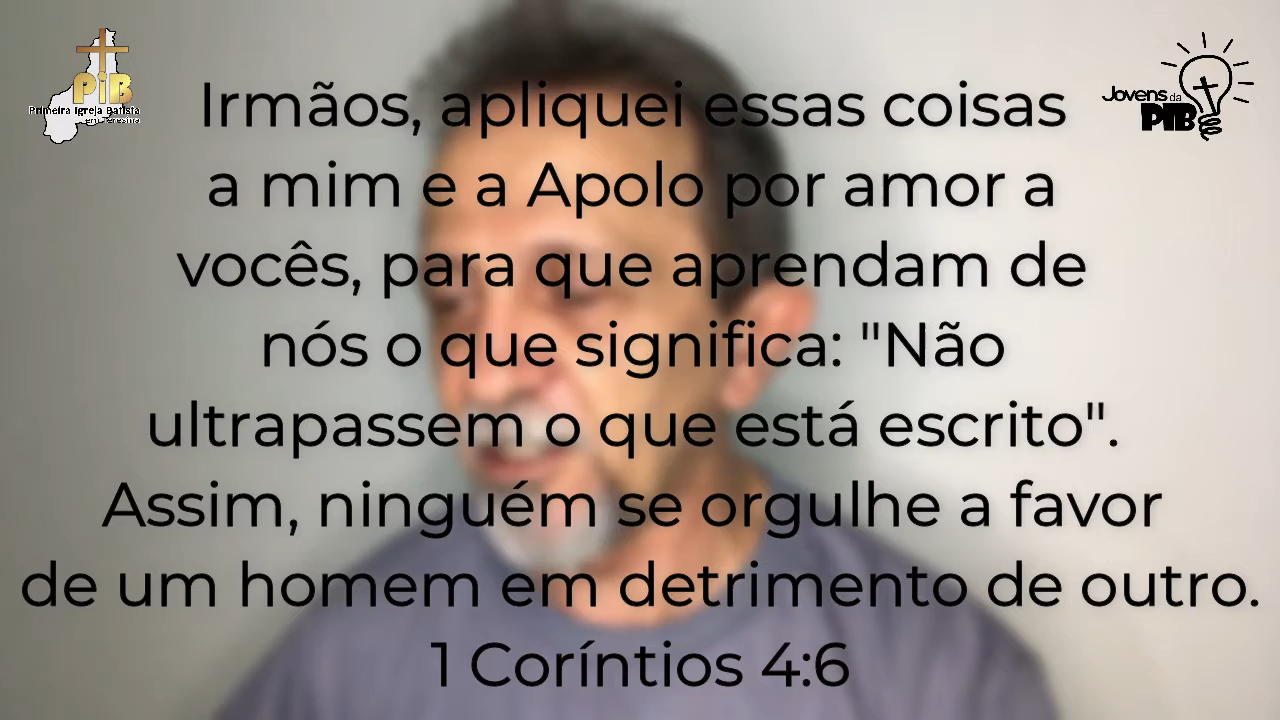 PiB
Primeira Igreja Batista
em Teresina
Jovens da
PIB
Irmãos, apliquei essas coisas
a mim e a Apolo por amor a
vocês, para que aprendam de
nós o que significa: "Não
ultrapassem o que está escrito".
Assim, ninguém se orgulhe a favor
de um homem em detrimento de outro.
1 Coríntios 4:6